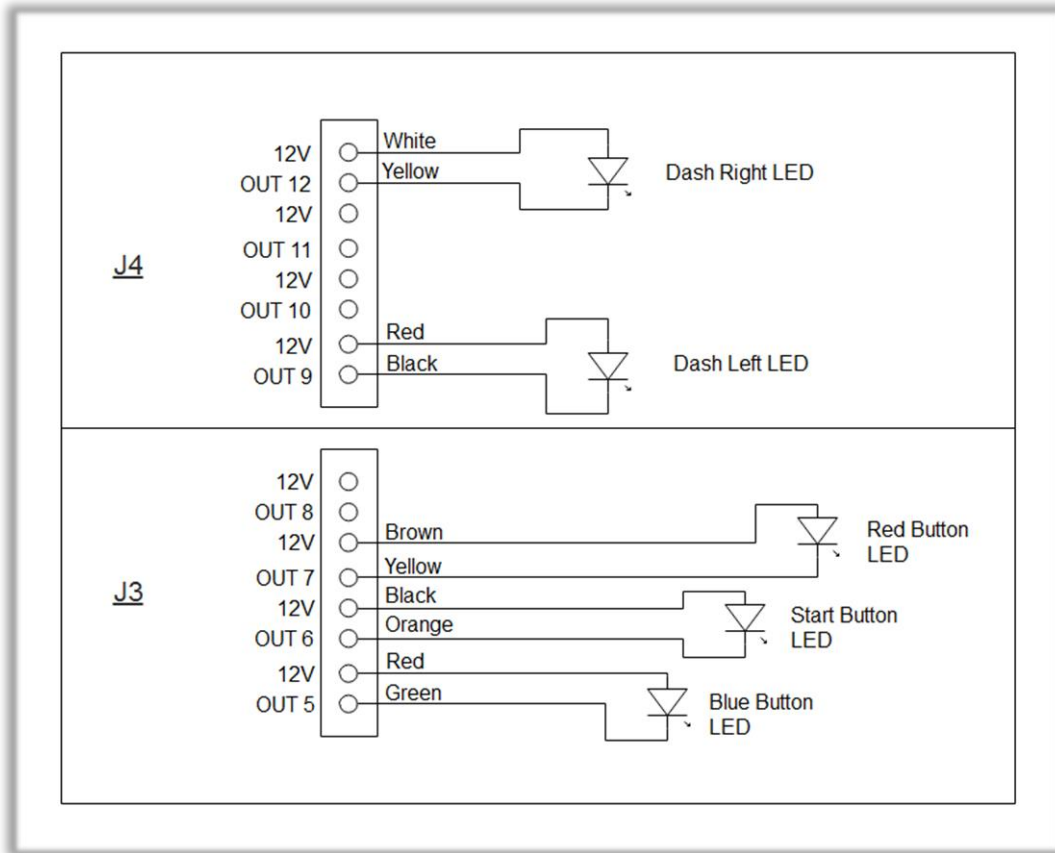 12V White
OUT 12 Yellow
Dash Right LED
12V
OUT 11
J4
12V
OUT 10
12V Red
OUT 9 Black
Dash Left LED
12V
OUT 8
12V Brown
Red Button
LED
OUT 7 Yellow
J3
12V Black
OUT 6 Orange
Start Button
LED
12V Red
OUT 5 Green
Blue Button
LED